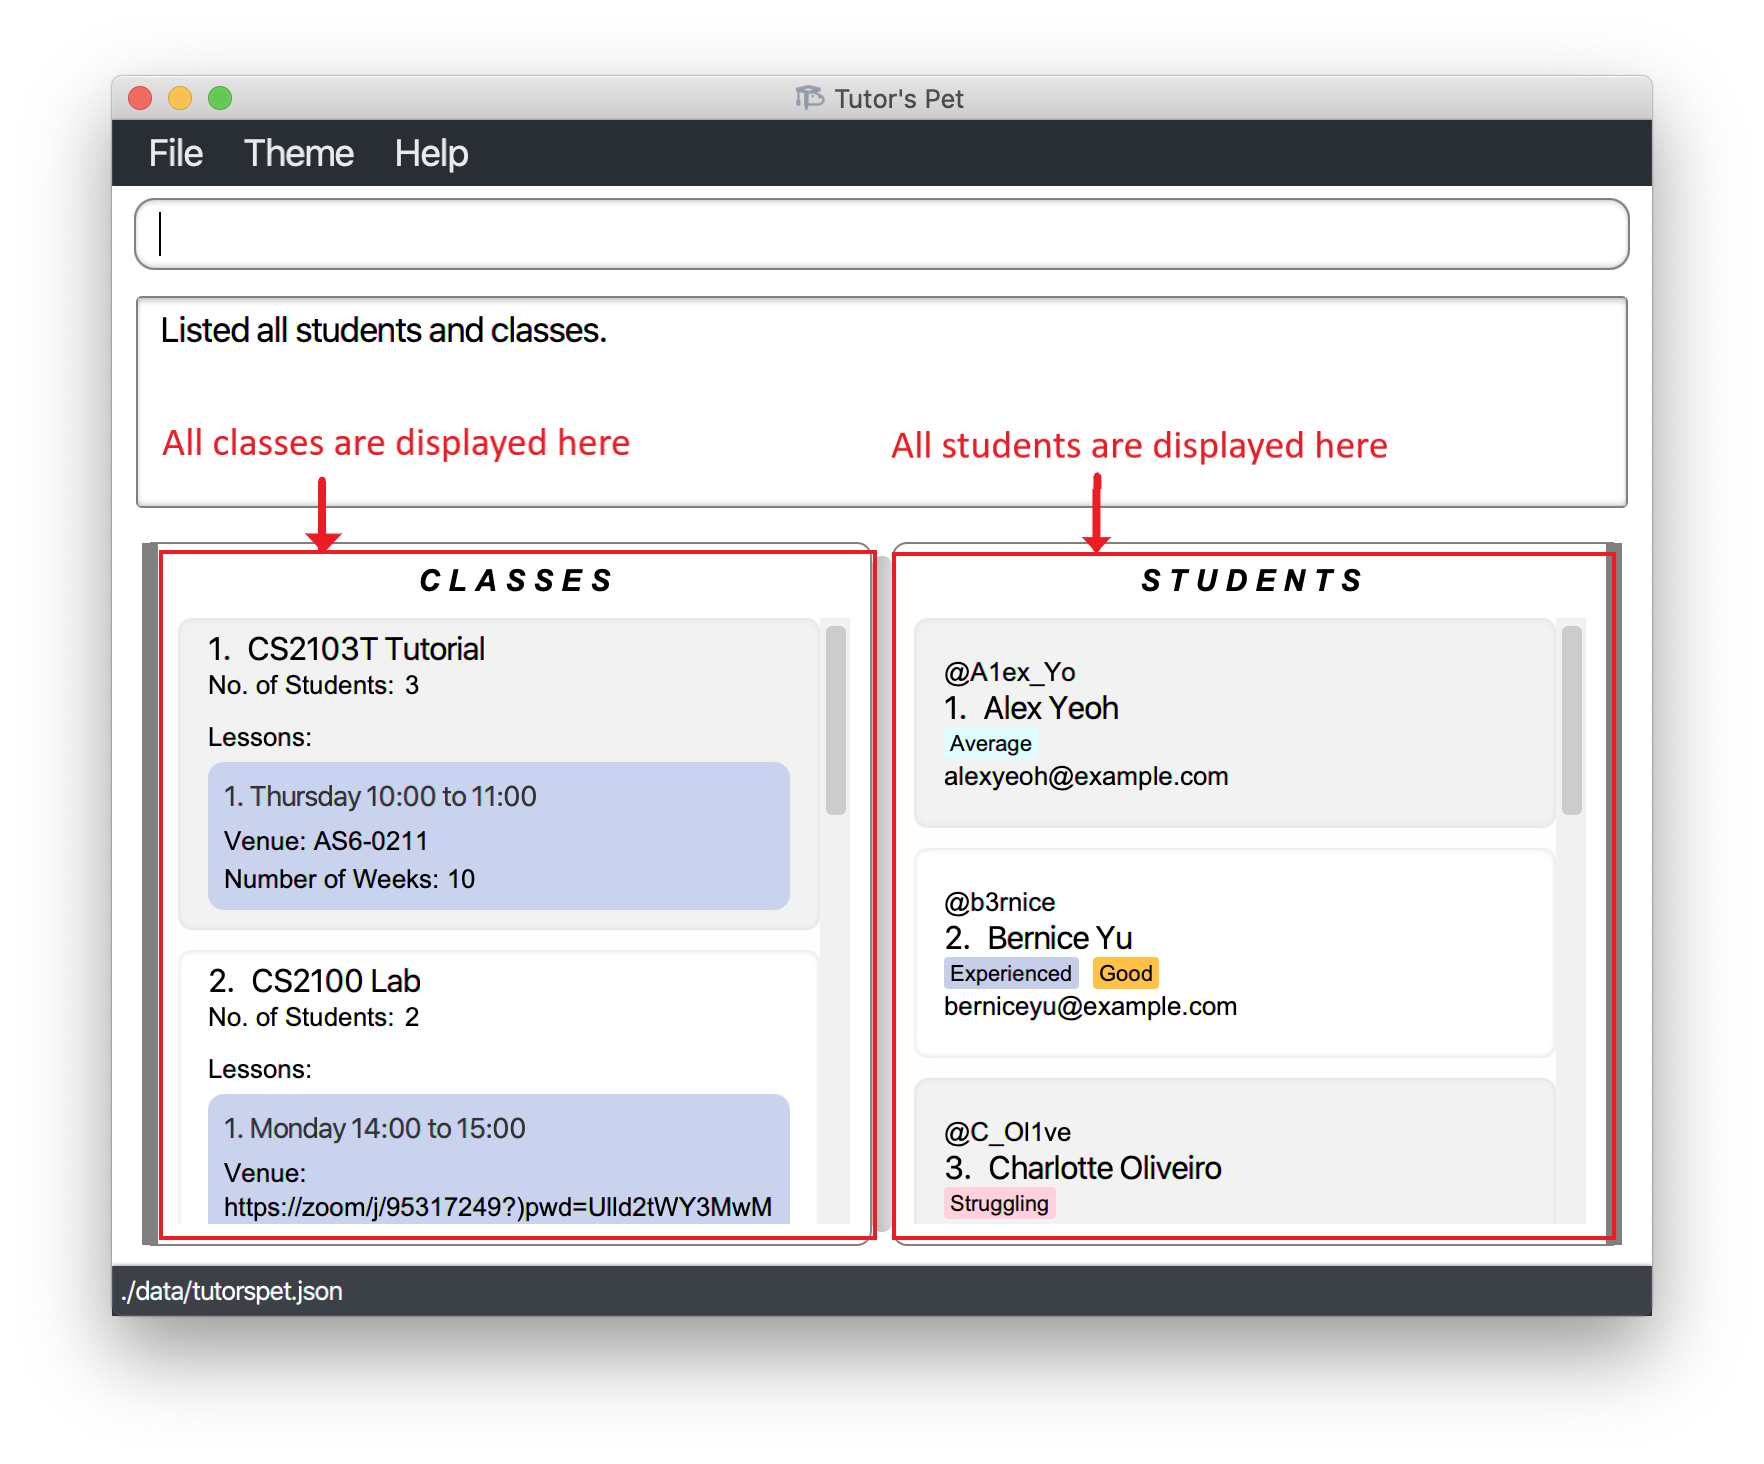 Tutor's Pet
File Theme Help
Listed all students and classes.
All classes are displayed here
All students are displayed here
CLASSES
1. CS2103T Tutorial
No. of Students: 3
Lessons:
1. Thursday 10:00 to 11:00
Venue: AS6-0211
Number of Weeks: 10
2. CS2100 Lab
No. of Students: 2
Lessons:
1. Monday 14:00 to 15:00
Venue:
https://zoom/j/95317249?)pwd=Ulld2tWY3MwM
STUDENTS
@A1ex_Yo
1. Alex Yeoh
Average
alexyeoh@example.com
@b3rnice
2. Bernice Yu
Experienced Good
berniceyu@example.com
@C_Ol1ve
3. Charlotte Oliveiro
Struggling
./data/tutorspet.json